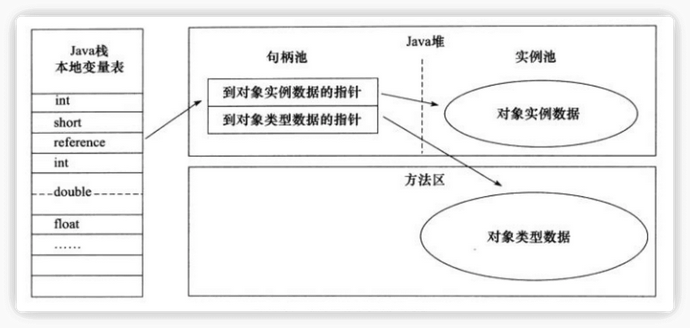 Java栈
本地变量表
int
short
reference
int
double
float
……
Java堆
句柄池
实例池
到对象实例数据的指针
到对象类型数据的指针
对象实例数据
方法区
对象类型数据